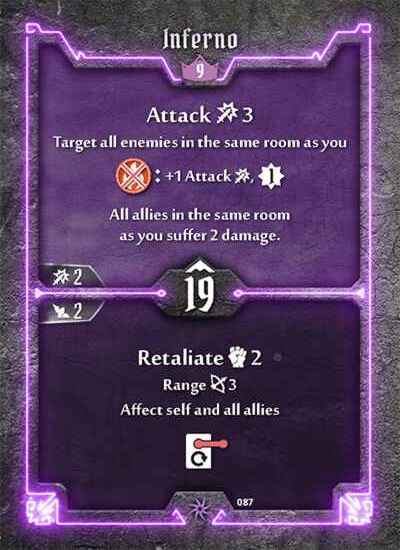 Inferno
9
Attack 3
Target all enemies in the same room as you
: +1 Attack , 1
All allies in the same room
as you suffer 2 damage.
2
19
2
Retaliate 2
Range 3
Affect self and all allies
087